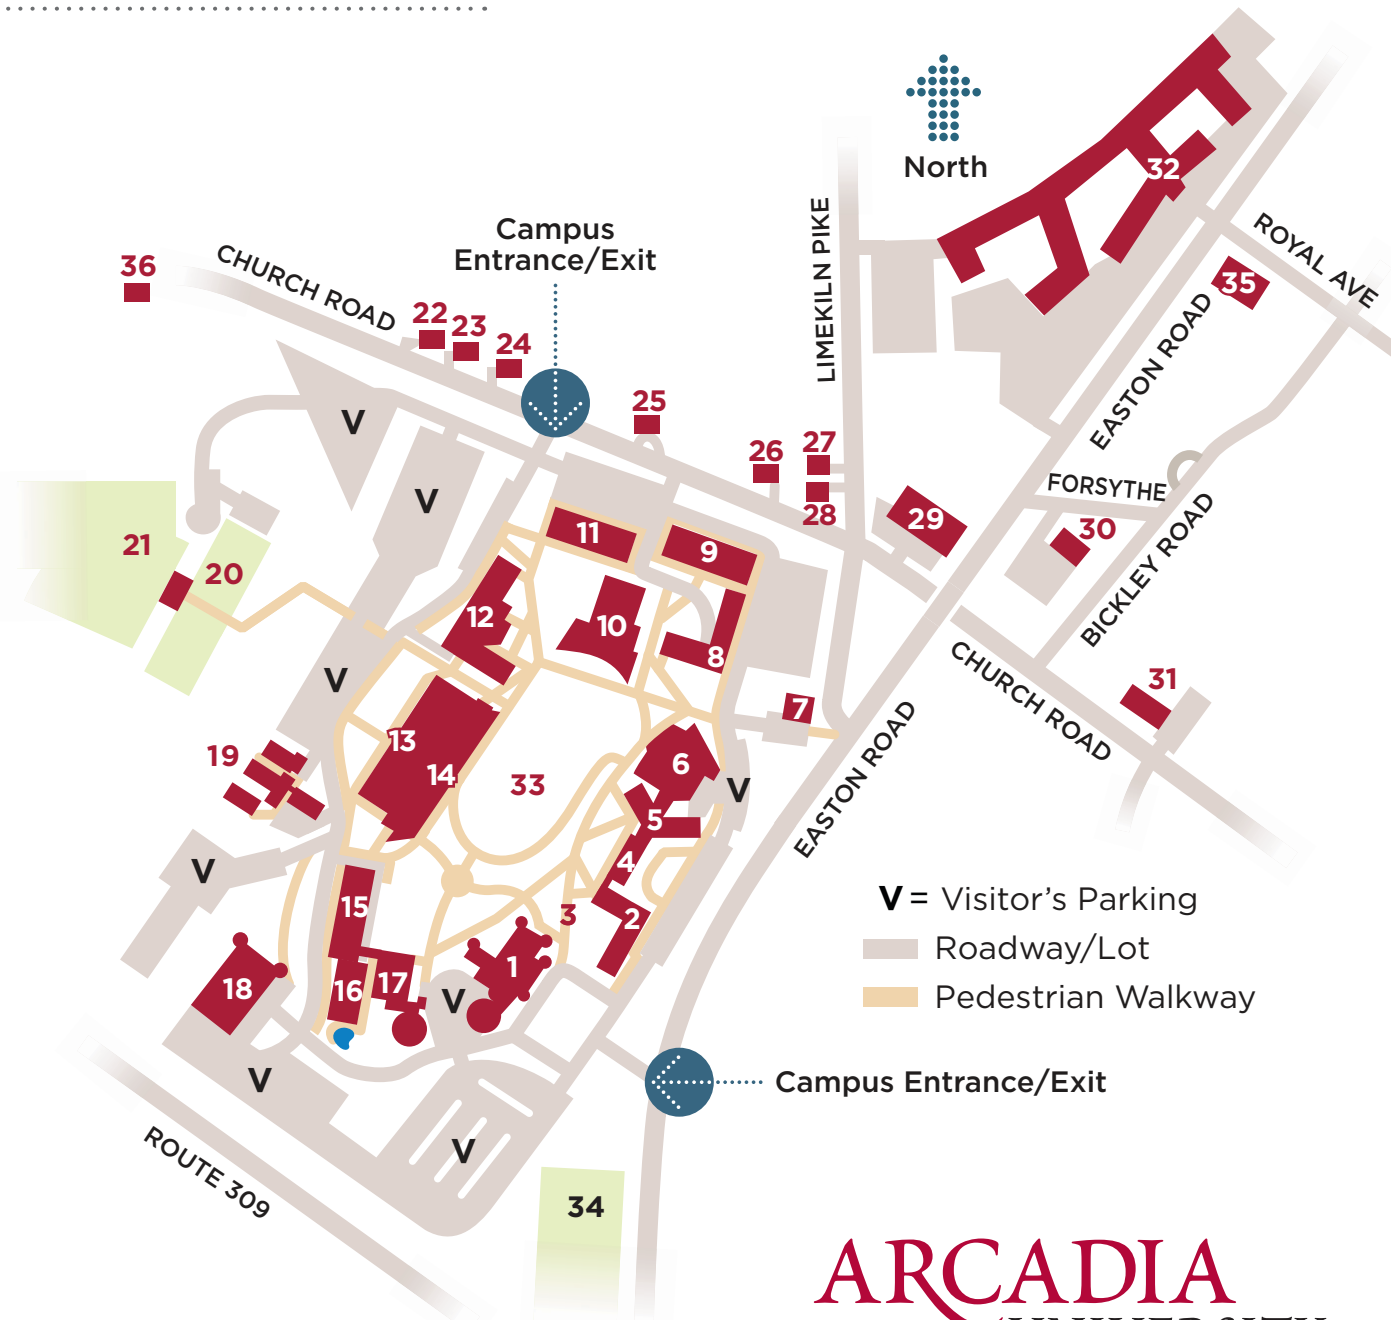 North
32
ROYAL AVE
35
LIMEKILN PIKE
Campus
Entrance/Exit
CHURCH ROAD
36
22
23
24
25
26
27
28
29
EASTON ROAD
FORSYTHE
30
BICKLEY ROAD
V
V
21
20
11
9
12
10
8
V
7
31
CHURCH ROAD
19
13
14
33
6
V
5
EASTON ROAD
4
V
15
3
2
V = Visitor's Parking
Roadway/Lot
Pedestrian Walkway
18
16
17
1
V
V
Campus Entrance/Exit
V
ROUTE 309
34
ARCADIA
UNIVERSITY